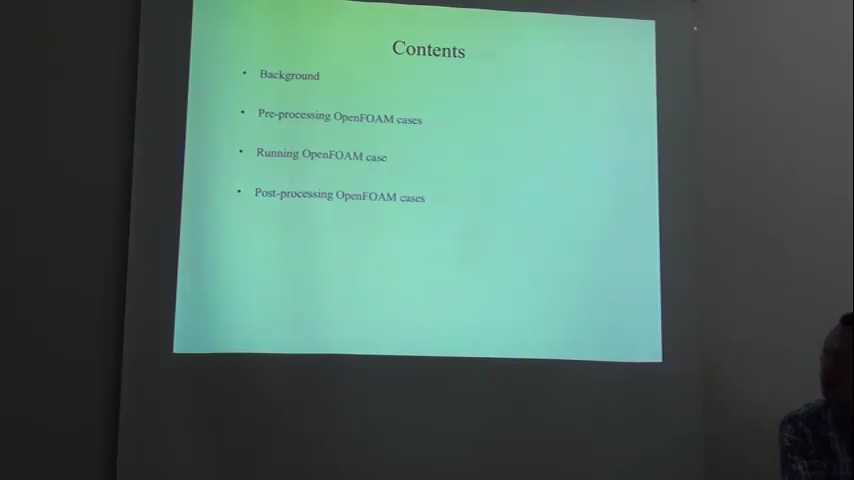 Contents
• Background
• Pre-processing OpenFOAM cases
• Running OpenFOAM case
• Post-processing OpenFOAM cases